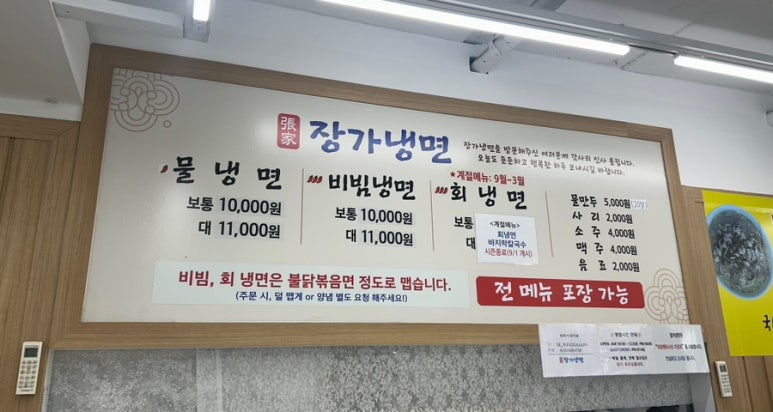 張家
장가냉면
장가냉면을 방문해주신 여러분께 감사의 인사 올립니다.
오늘도 든든하고 행복한 하루 보내시길 바랍니다.
물냉면
보통 10,000원
대 11,000원
비빔냉면
보통 10,000원
대 11,000원
★계절메뉴: 9월~3월
회냉면
보통
대
<계절메뉴>
회냉면
바지락칼국수
시즌종료(9/1 개시)
물만두 5,000원
사리 2,000원
소주 4,000원
맥주 4,000원
음료 2,000원
비빔, 회 냉면은 불닭볶음면 정도로 맵습니다.
(주문 시, 덜 맵게 or 양념 별도 요청 해주세요!)
전 메뉴 포장 가능
장가냉면